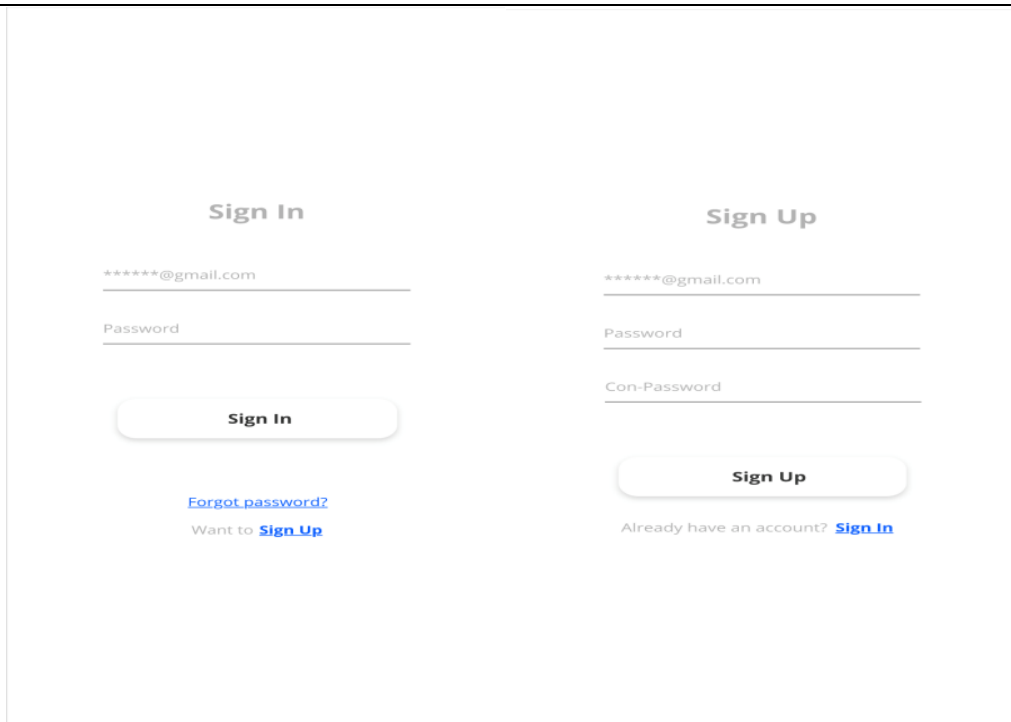 Sign In
******@gmail.com
Password
Sign In
Forgot password?
Want to Sign Up
Sign Up
******@gmail.com
Password
Con-Password
Sign Up
Already have an account? Sign In